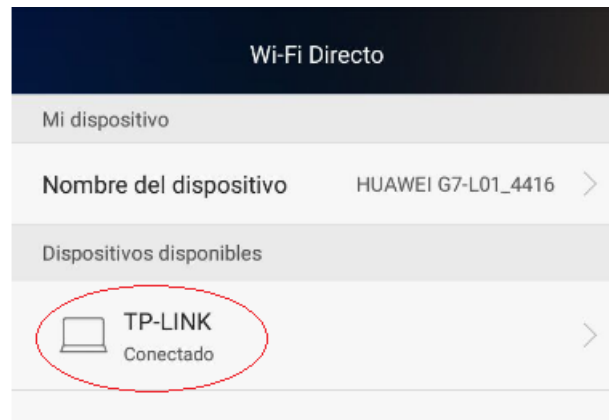 Wi-Fi Directo
Mi dispositivo
Nombre del dispositivo HUAWEI G7-L01_4416
Dispositivos disponibles
TP-LINK
Conectado